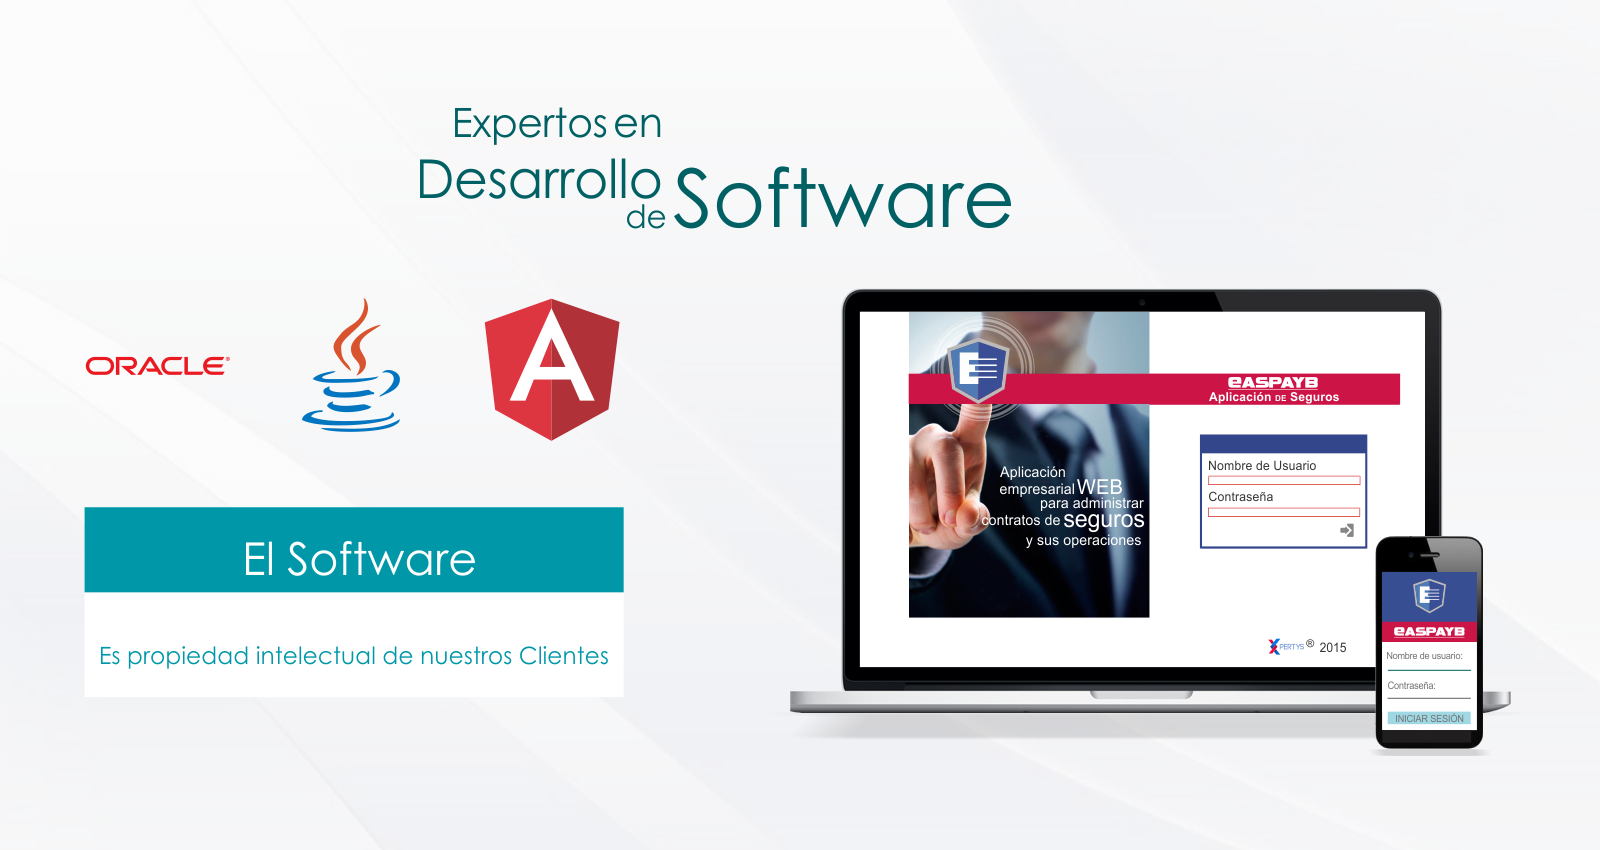 Expertos en
Desarrollo
de Software
ORACLE®
A
El Software
Es propiedad intelectual de nuestros Clientes
E
eASPAYB
Aplicación DE Seguros
Aplicación
empresarial WEB
para administrar
contratos de seguros
y sus operaciones
Nombre de Usuario
Contraseña
XPERTYS ® 2015
E
eASPAYB
Nombre de usuario:
Contraseña:
INICIAR SESIÓN